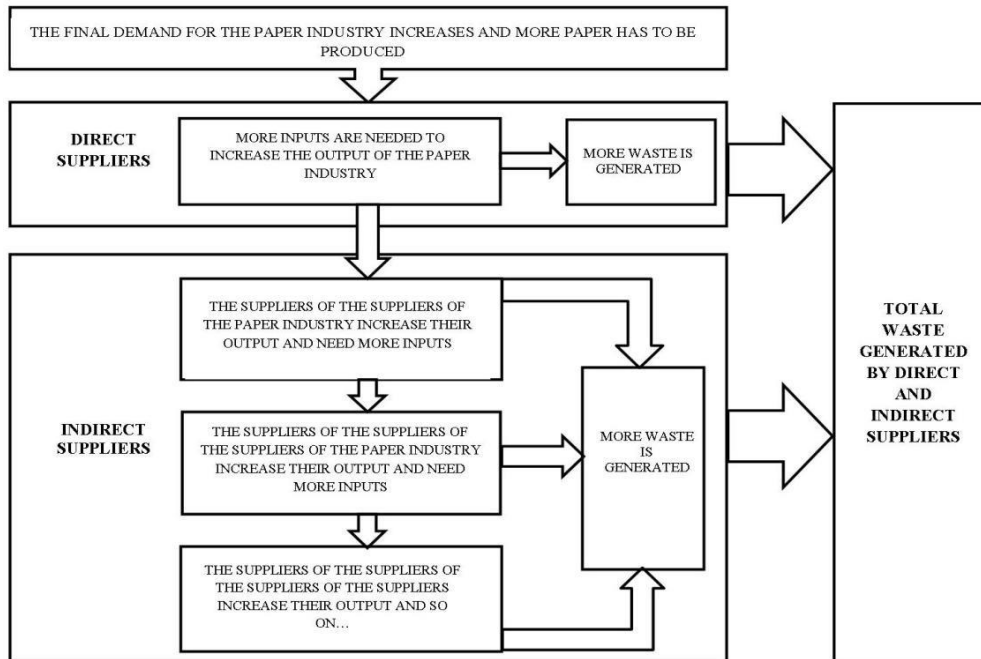 THE FINAL DEMAND FOR THE PAPER INDUSTRY INCREASES AND MORE PAPER HAS TO BE
PRODUCED
DIRECT
SUPPLIERS
MORE INPUTS ARE NEEDED TO
INCREASE THE OUTPUT OF THE PAPER
INDUSTRY
MORE WASTE IS
GENERATED
THE SUPPLIERS OF THE SUPPLIERS OF
THE PAPER INDUSTRY INCREASE THEIR
OUTPUT AND NEED MORE INPUTS
INDIRECT
SUPPLIERS
THE SUPPLIERS OF THE SUPPLIERS OF
THE SUPPLIERS OF THE PAPER INDUSTRY
INCREASE THEIR OUTPUT AND NEED
MORE INPUTS
THE SUPPLIERS OF THE SUPPLIERS OF
THE SUPPLIERS OF THE SUPPLIERS
INCREASE THEIR OUTPUT AND SO
ON…
MORE WASTE
IS
GENERATED
TOTAL
WASTE
GENERATED
BY DIRECT
AND
INDIRECT
SUPPLIERS